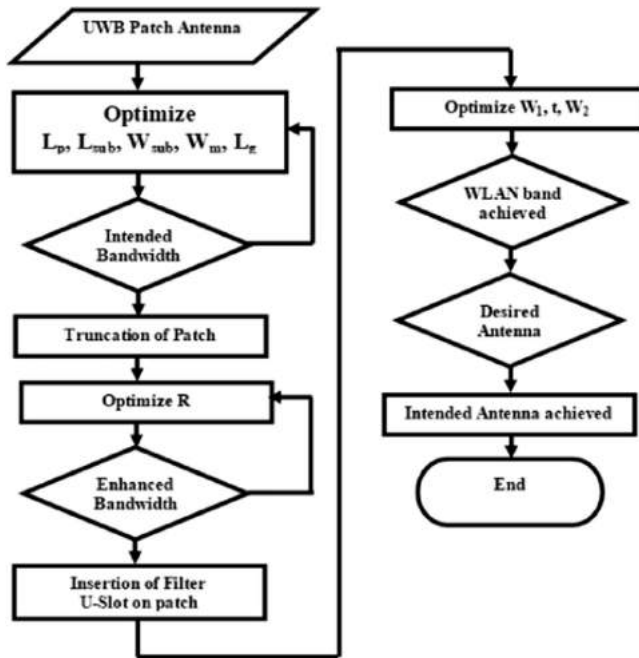 UWB Patch Antenna
Optimize
Lₚ, Lₛᵤb, Wₛᵤb, Wₘ, L_g
Intended
Bandwidth
Truncation of Patch
Optimize R
Enhanced
Bandwidth
Insertion of Filter
U-Slot on patch
Optimize W₁, t, W₂
WLAN band
achieved
Desired
Antenna
Intended Antenna achieved
End